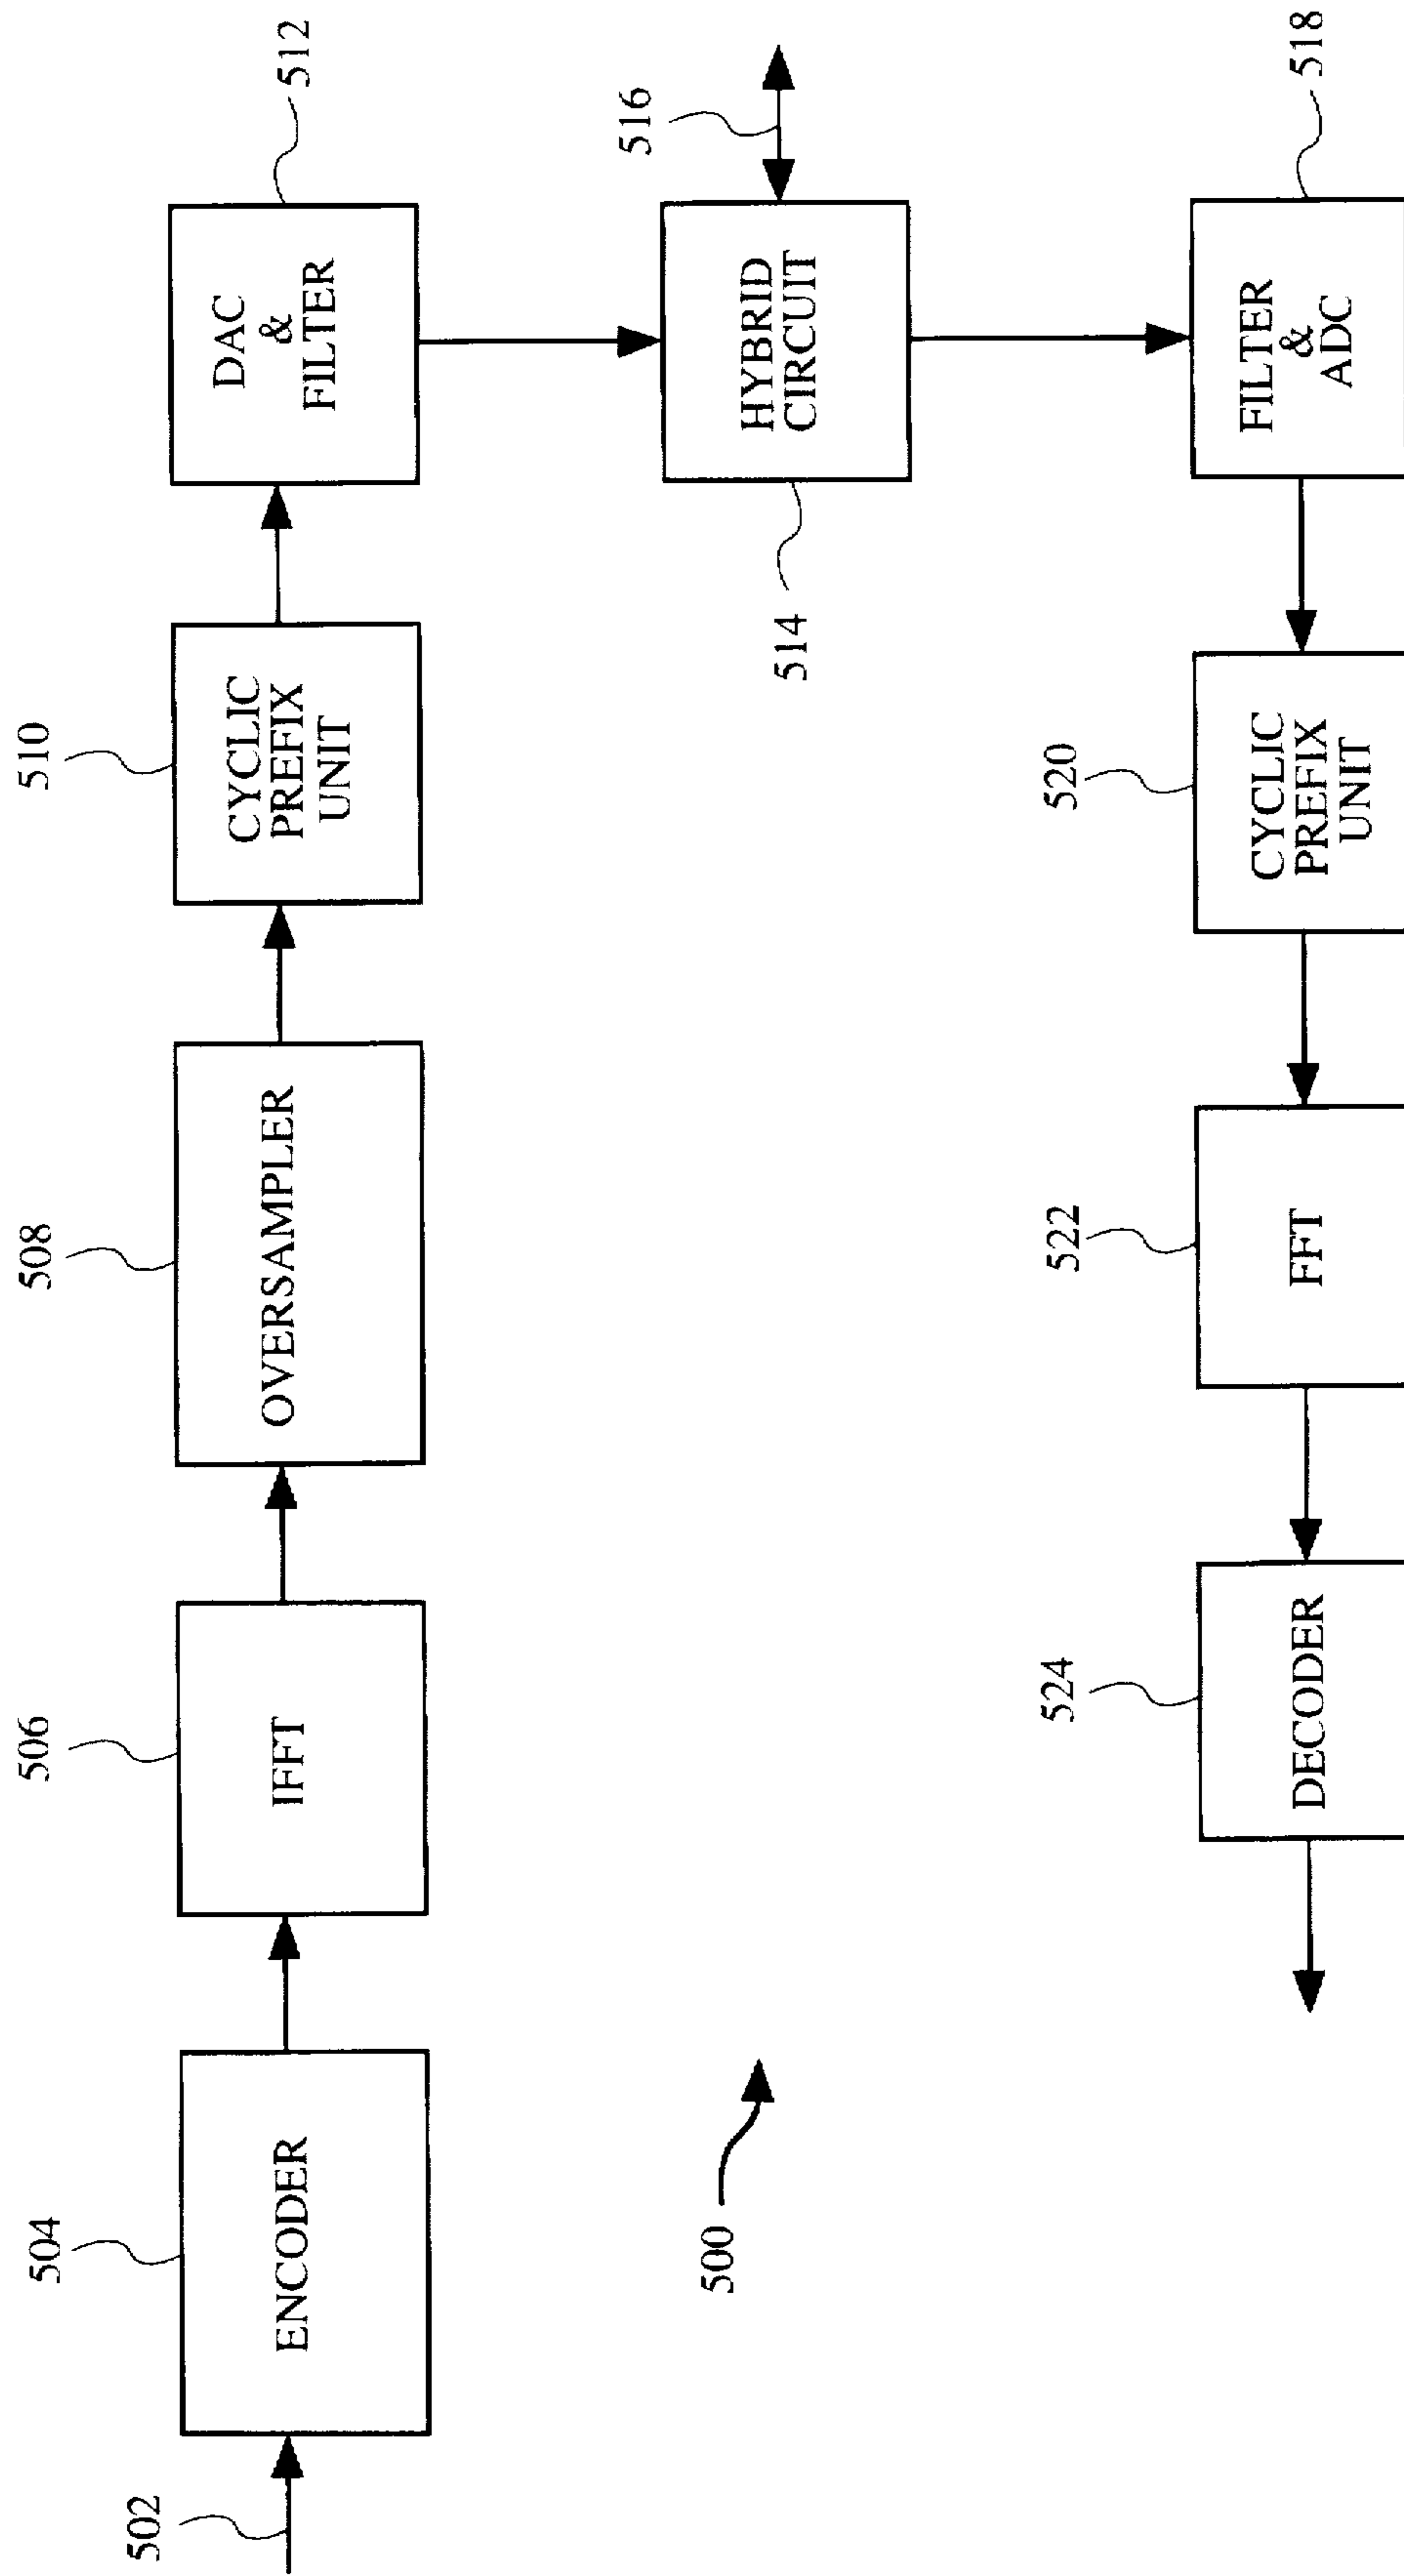 502
504
ENCODER
506
IFFT
508
OVERSAMPLER
510
CYCLIC
PREFIX
UNIT
512
DAC
&
FILTER
516
HYBRID
CIRCUIT
514
500
518
FILTER
&
ADC
520
CYCLIC
PREFIX
UNIT
522
FFT
524
DECODER